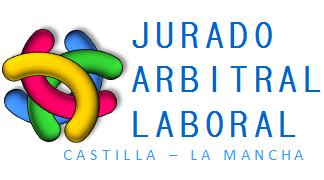 JURADO
ARBITRAL
LABORAL
CASTILLA – LA MANCHA